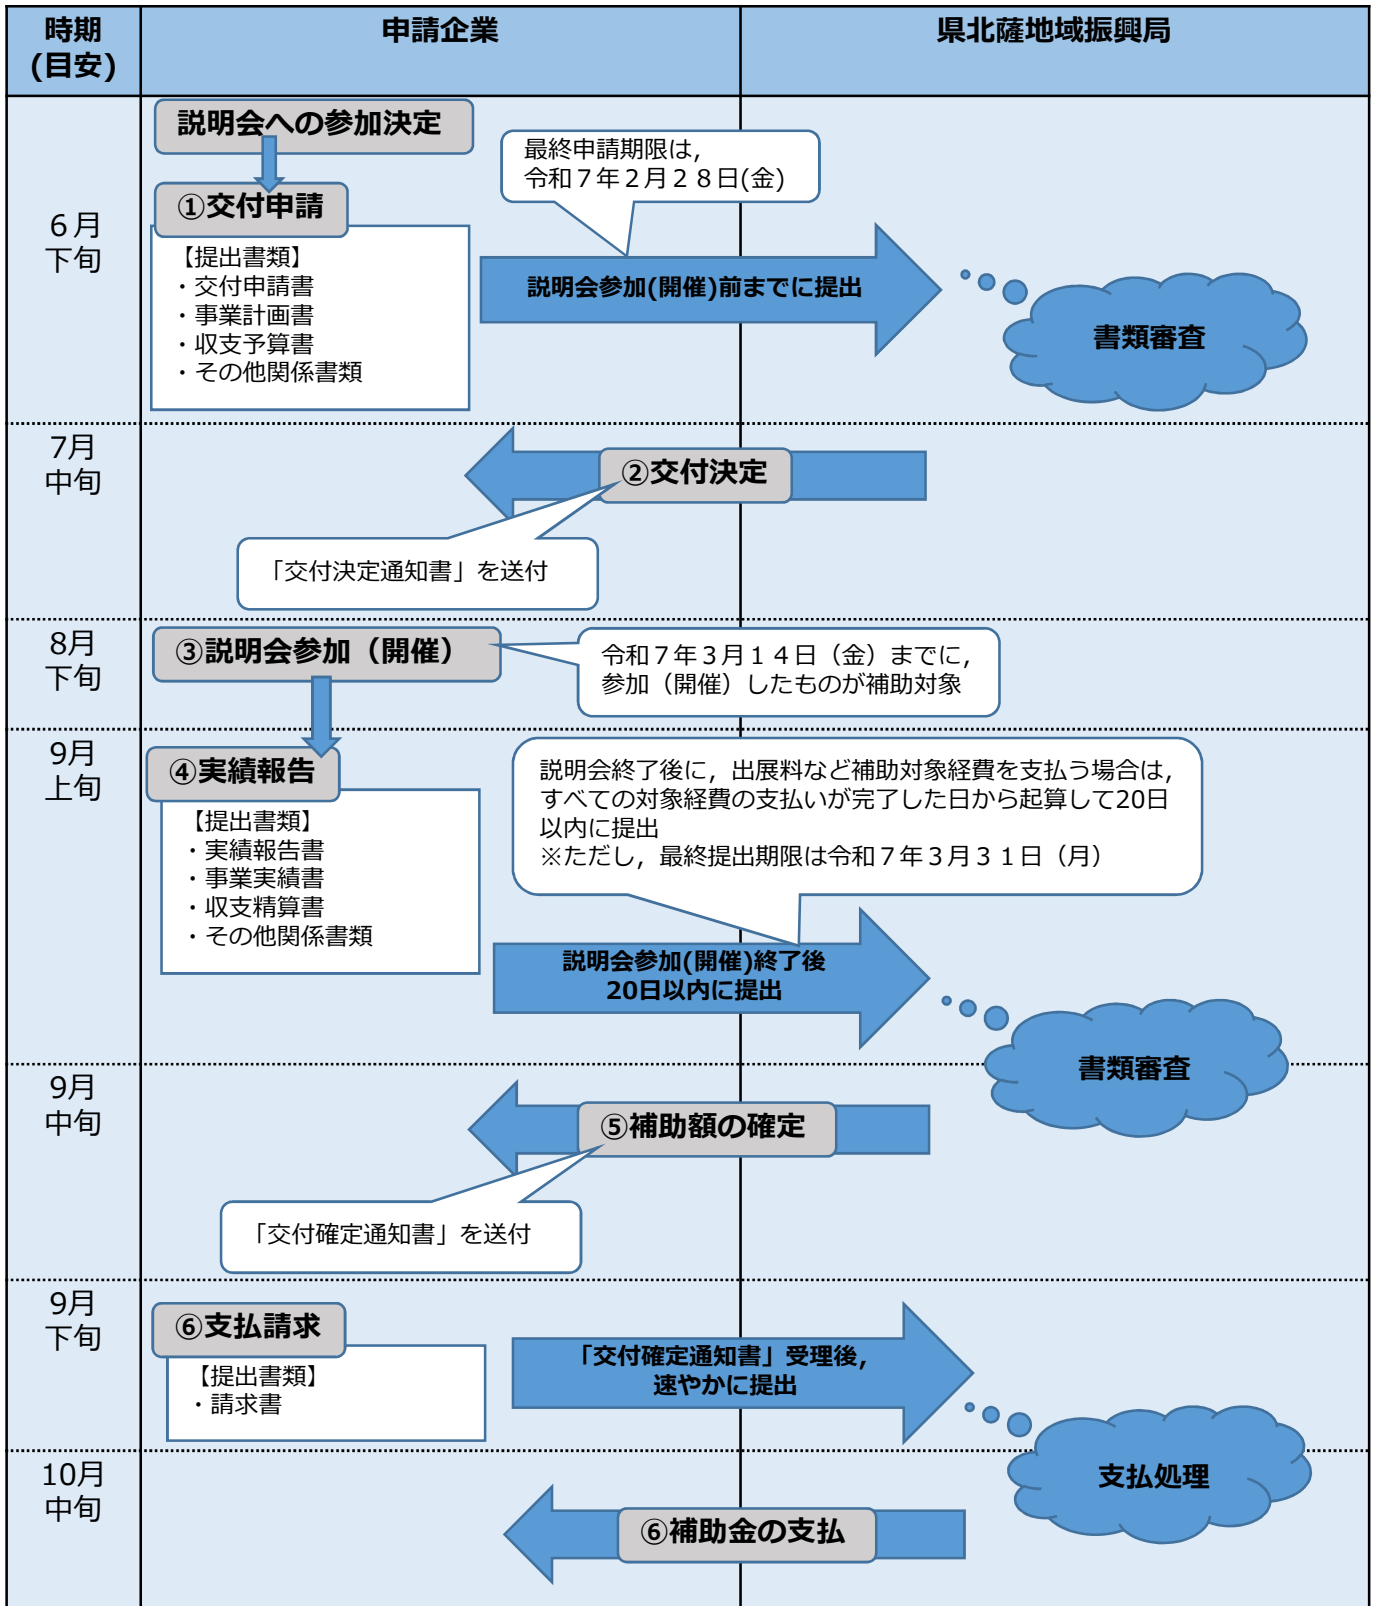 時期
(目安)
申請企業
県北薩地域振興局
６月
下旬
説明会への参加決定
①交付申請
【提出書類】
・交付申請書
・事業計画書
・収支予算書
・その他関係書類
最終申請期限は，
令和７年２月２８日(金)
説明会参加(開催)前までに提出
書類審査
7月
中旬
②交付決定
「交付決定通知書」を送付
8月
下旬
③説明会参加（開催）
令和７年３月１４日（金）までに，
参加（開催）したものが補助対象
9月
上旬
④実績報告
【提出書類】
・実績報告書
・事業実績書
・収支精算書
・その他関係書類
説明会終了後に，出展料など補助対象経費を支払う場合は，
すべての対象経費の支払いが完了した日から起算して20日
以内に提出
※ただし，最終提出期限は令和７年３月３１日（月）
説明会参加(開催)終了後
20日以内に提出
書類審査
9月
中旬
⑤補助額の確定
「交付確定通知書」を送付
9月
下旬
⑥支払請求
【提出書類】
・請求書
「交付確定通知書」受理後，
速やかに提出
支払処理
10月
中旬
⑥補助金の支払